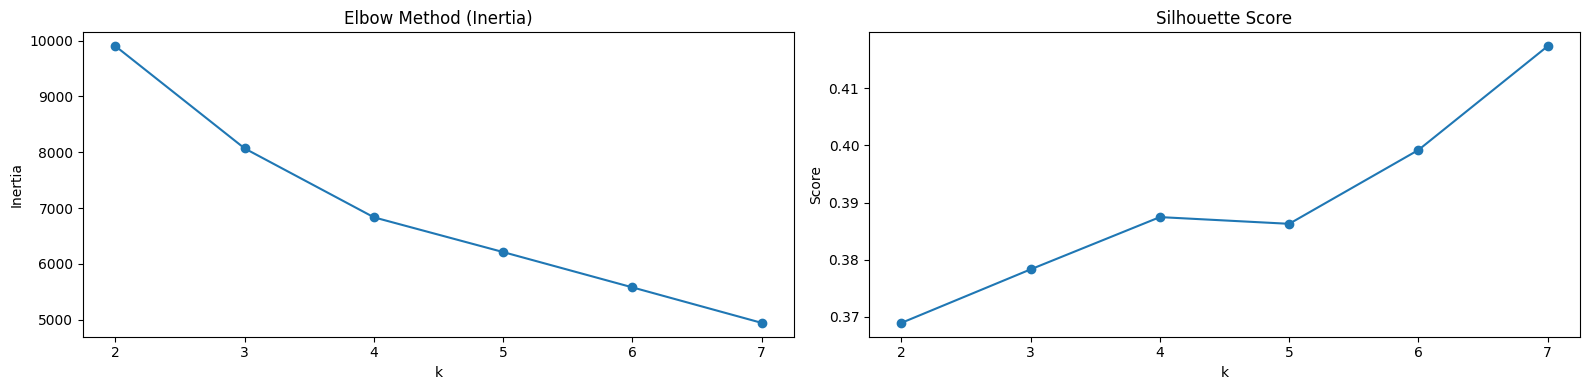 Elbow Method (Inertia)
Inertia
10000
9000
8000
7000
6000
5000
2 3 4 5 6 7
k
Silhouette Score
Score
0.41
0.40
0.39
0.38
0.37
2 3 4 5 6 7
k